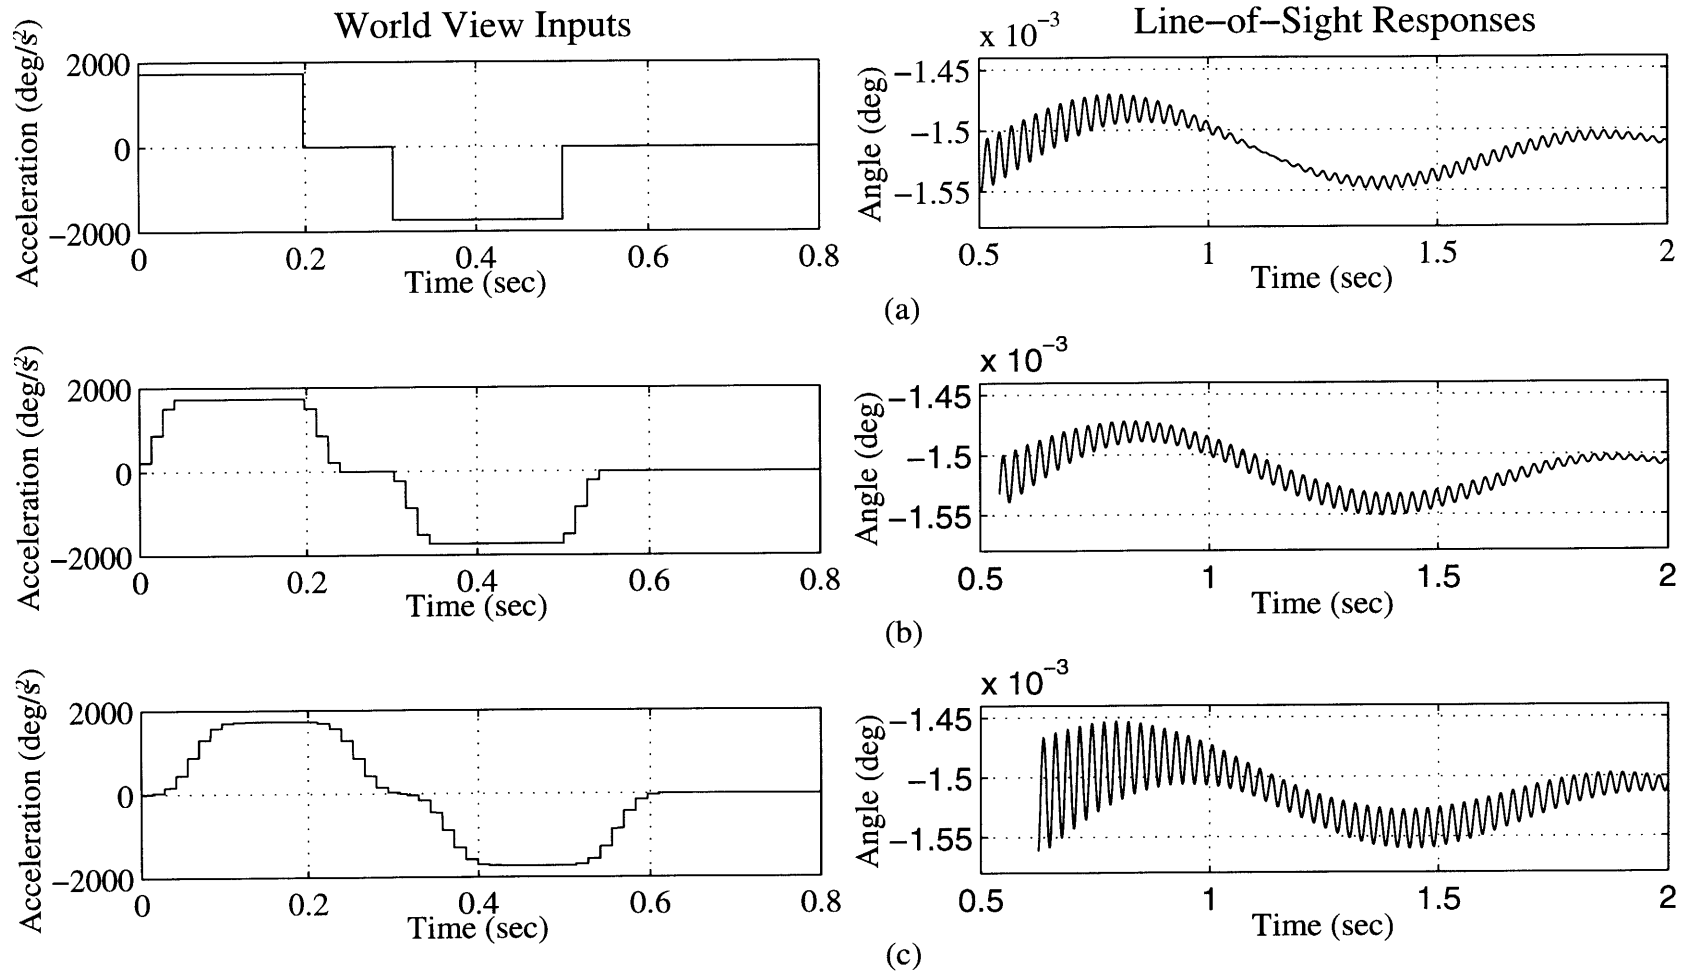 World View Inputs
Line−of−Sight Responses
x 10−3
Acceleration (deg/s2)
2000
0
−2000
0 0.2 0.4 0.6 0.8
Time (sec)
Angle (deg)
−1.45
−1.5
−1.55
0.5 1 1.5 2
Time (sec)
(a)
x 10−3
Acceleration (deg/s2)
2000
0
−2000
0 0.2 0.4 0.6 0.8
Time (sec)
Angle (deg)
−1.45
−1.5
−1.55
0.5 1 1.5 2
Time (sec)
(b)
x 10−3
Acceleration (deg/s2)
2000
0
−2000
0 0.2 0.4 0.6 0.8
Time (sec)
Angle (deg)
−1.45
−1.5
−1.55
0.5 1 1.5 2
Time (sec)
(c)